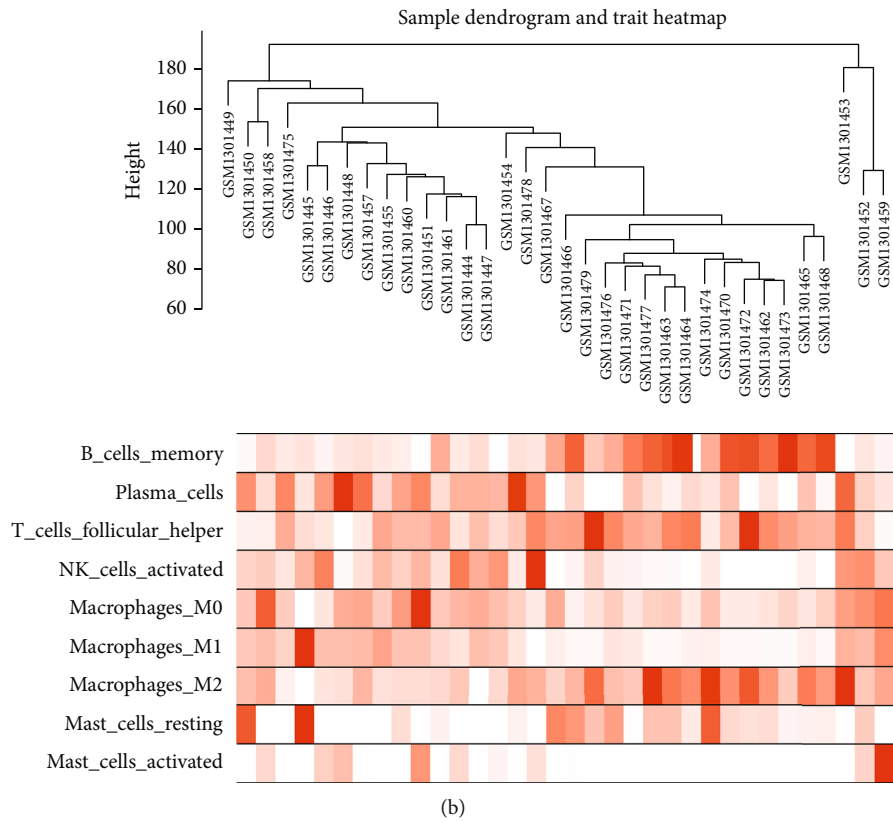 Sample dendrogram and trait heatmap
Height
180
160
140
120
100
80
60
GSM1301449
GSM1301450
GSM1301458
GSM1301475
GSM1301445
GSM1301446
GSM1301448
GSM1301457
GSM1301455
GSM1301460
GSM1301451
GSM1301461
GSM1301444
GSM1301447
GSM1301454
GSM1301478
GSM1301467
GSM1301466
GSM1301479
GSM1301476
GSM1301471
GSM1301477
GSM1301463
GSM1301464
GSM1301474
GSM1301470
GSM1301472
GSM1301462
GSM1301473
GSM1301465
GSM1301468
GSM1301453
GSM1301452
GSM1301459
B_cells_memory
Plasma_cells
T_cells_follicular_helper
NK_cells_activated
Macrophages_M0
Macrophages_M1
Macrophages_M2
Mast_cells_resting
Mast_cells_activated
(b)